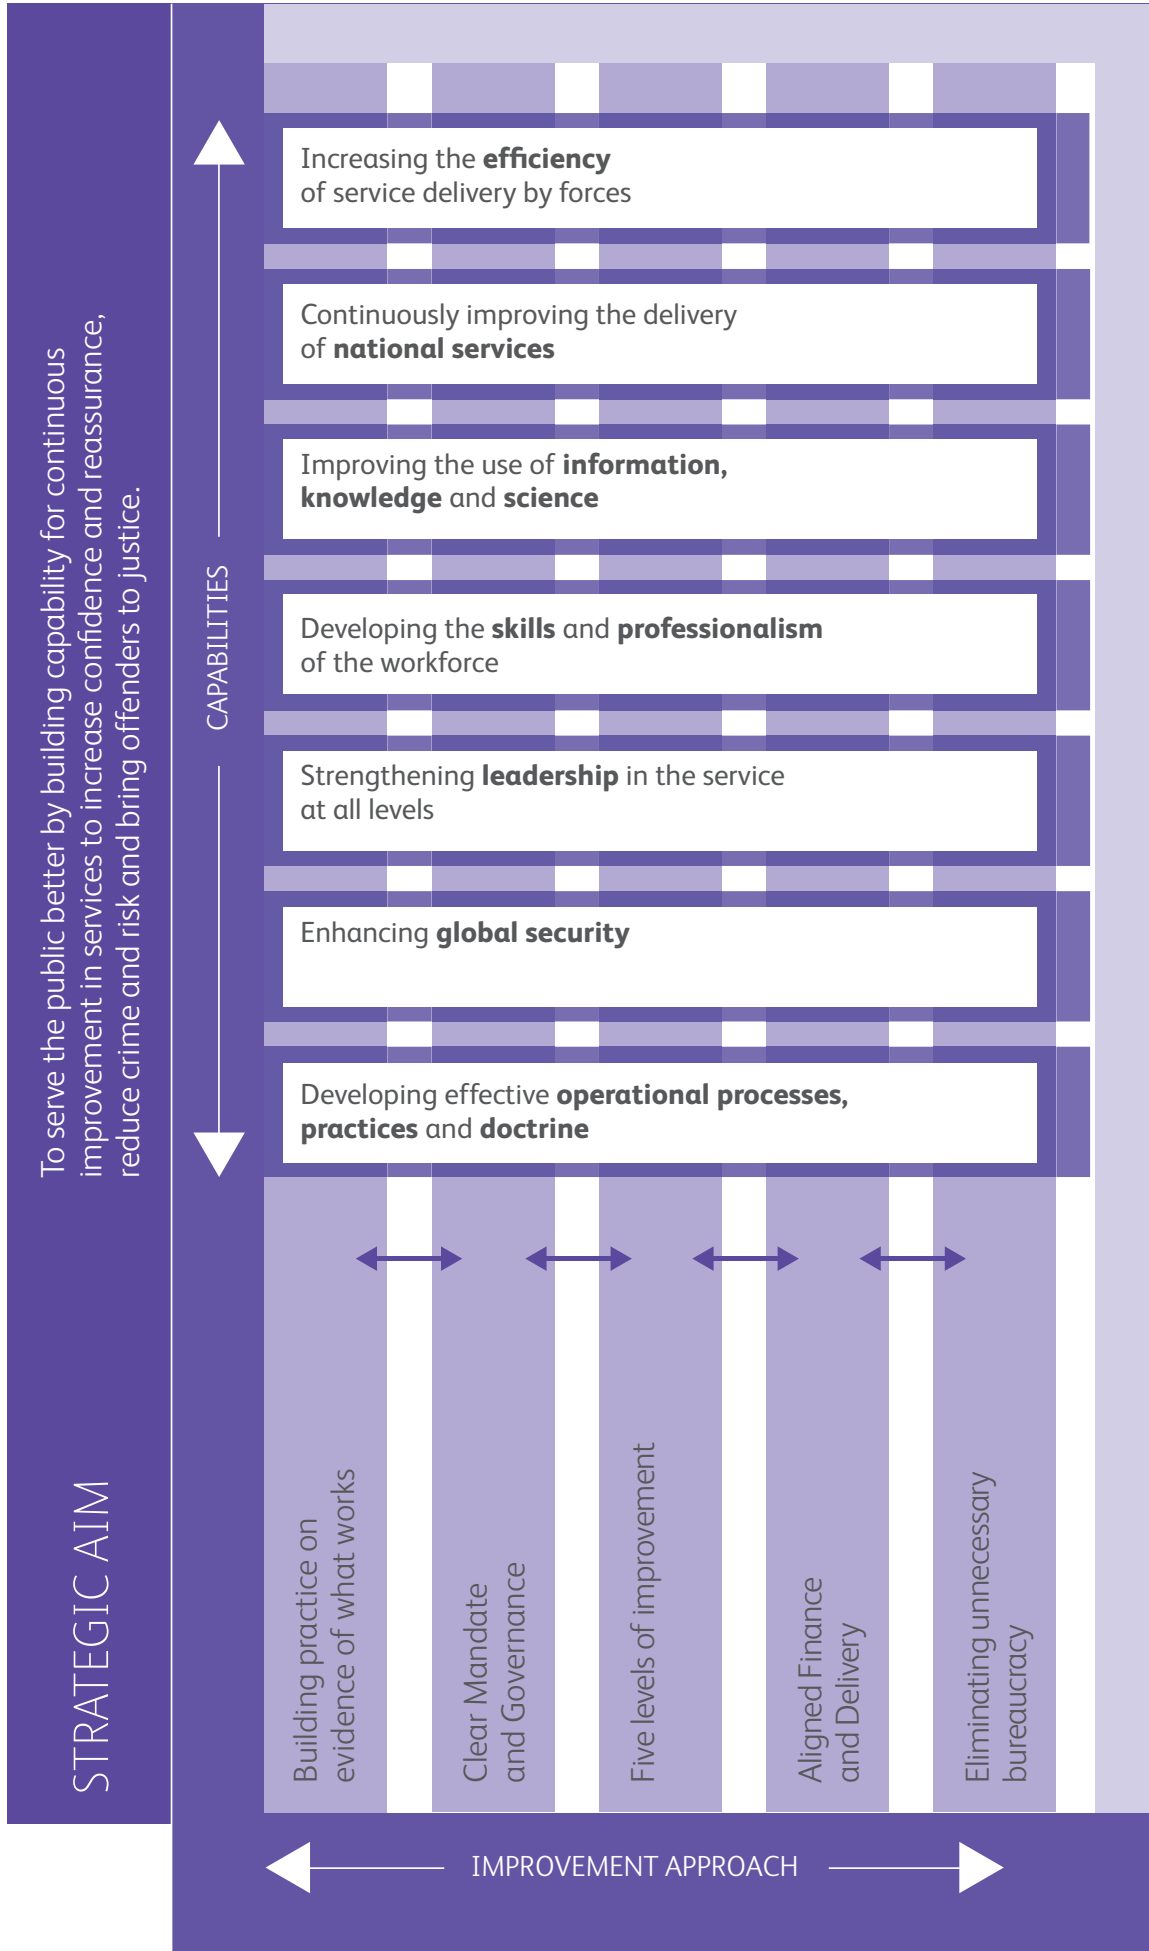 STRATEGIC AIM
To serve the public better by building capability for continuous
improvement in services to increase confidence and reassurance,
reduce crime and risk and bring offenders to justice.
CAPABILITIES
Increasing the efficiency
of service delivery by forces
Continuously improving the delivery
of national services
Improving the use of information,
knowledge and science
Developing the skills and professionalism
of the workforce
Strengthening leadership in the service
at all levels
Enhancing global security
Developing effective operational processes,
practices and doctrine
Building practice on
evidence of what works
Clear Mandate
and Governance
Five levels of improvement
Aligned Finance
and Delivery
Eliminating unnecessary
bureaucracy
IMPROVEMENT APPROACH